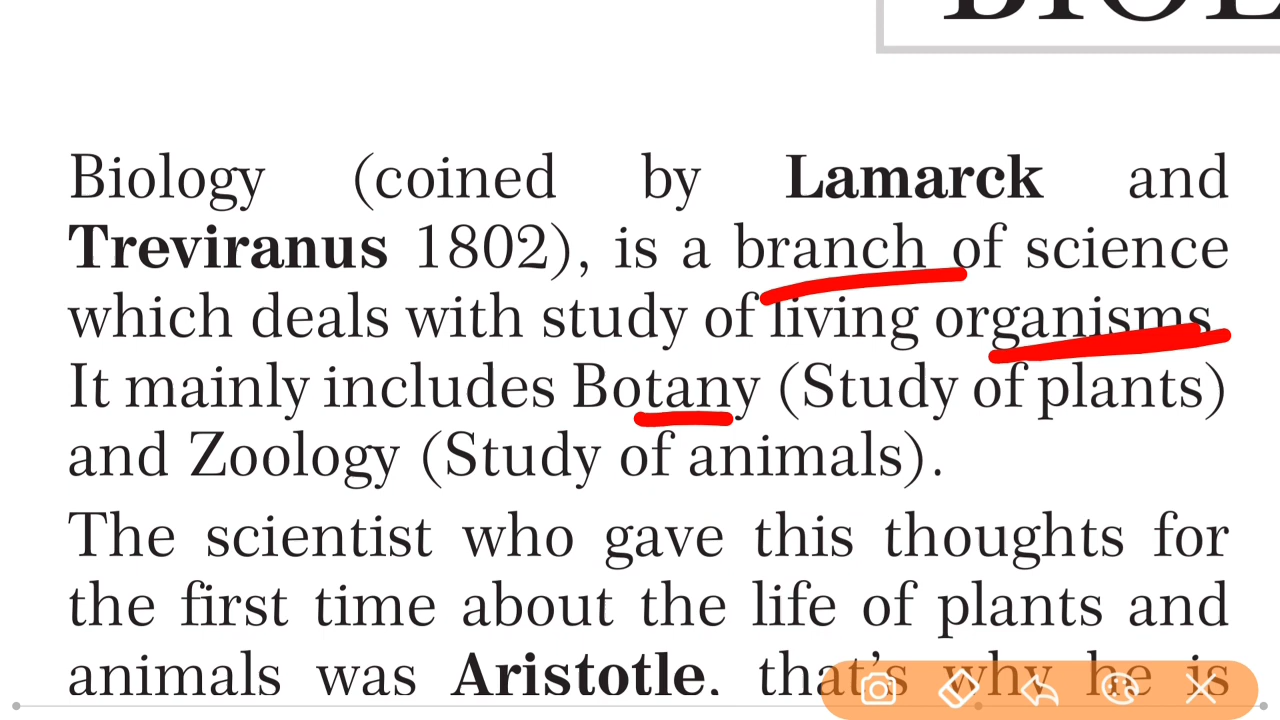 Biology (coined by Lamarck and
Treviranus 1802), is a branch of science
which deals with study of living organisms.
It mainly includes Botany (Study of plants)
and Zoology (Study of animals).
The scientist who gave this thoughts for
the first time about the life of plants and
animals was Aristotle, that's why he is